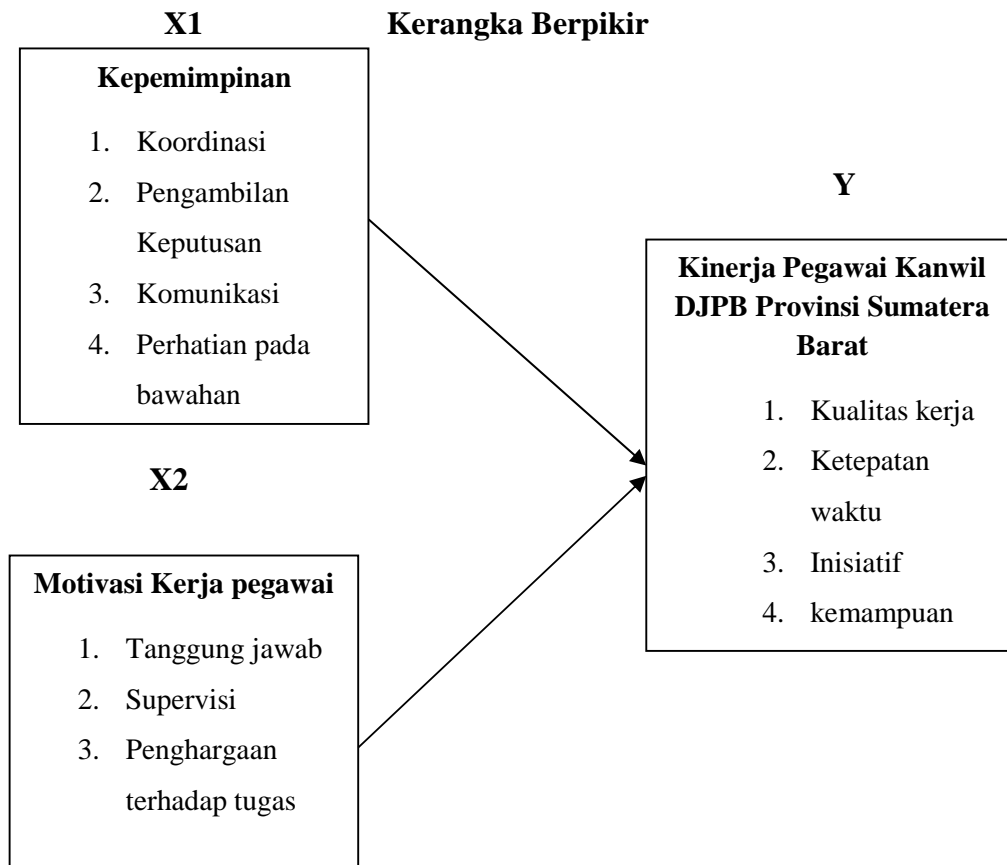 X1
Kerangka Berpikir
Kepemimpinan
1. Koordinasi
2. Pengambilan
Keputusan
3. Komunikasi
4. Perhatian pada
bawahan
X2
Motivasi Kerja pegawai
1. Tanggung jawab
2. Supervisi
3. Penghargaan
terhadap tugas
Y
Kinerja Pegawai Kanwil
DJPB Provinsi Sumatera
Barat
1. Kualitas kerja
2. Ketepatan
waktu
3. Inisiatif
4. kemampuan